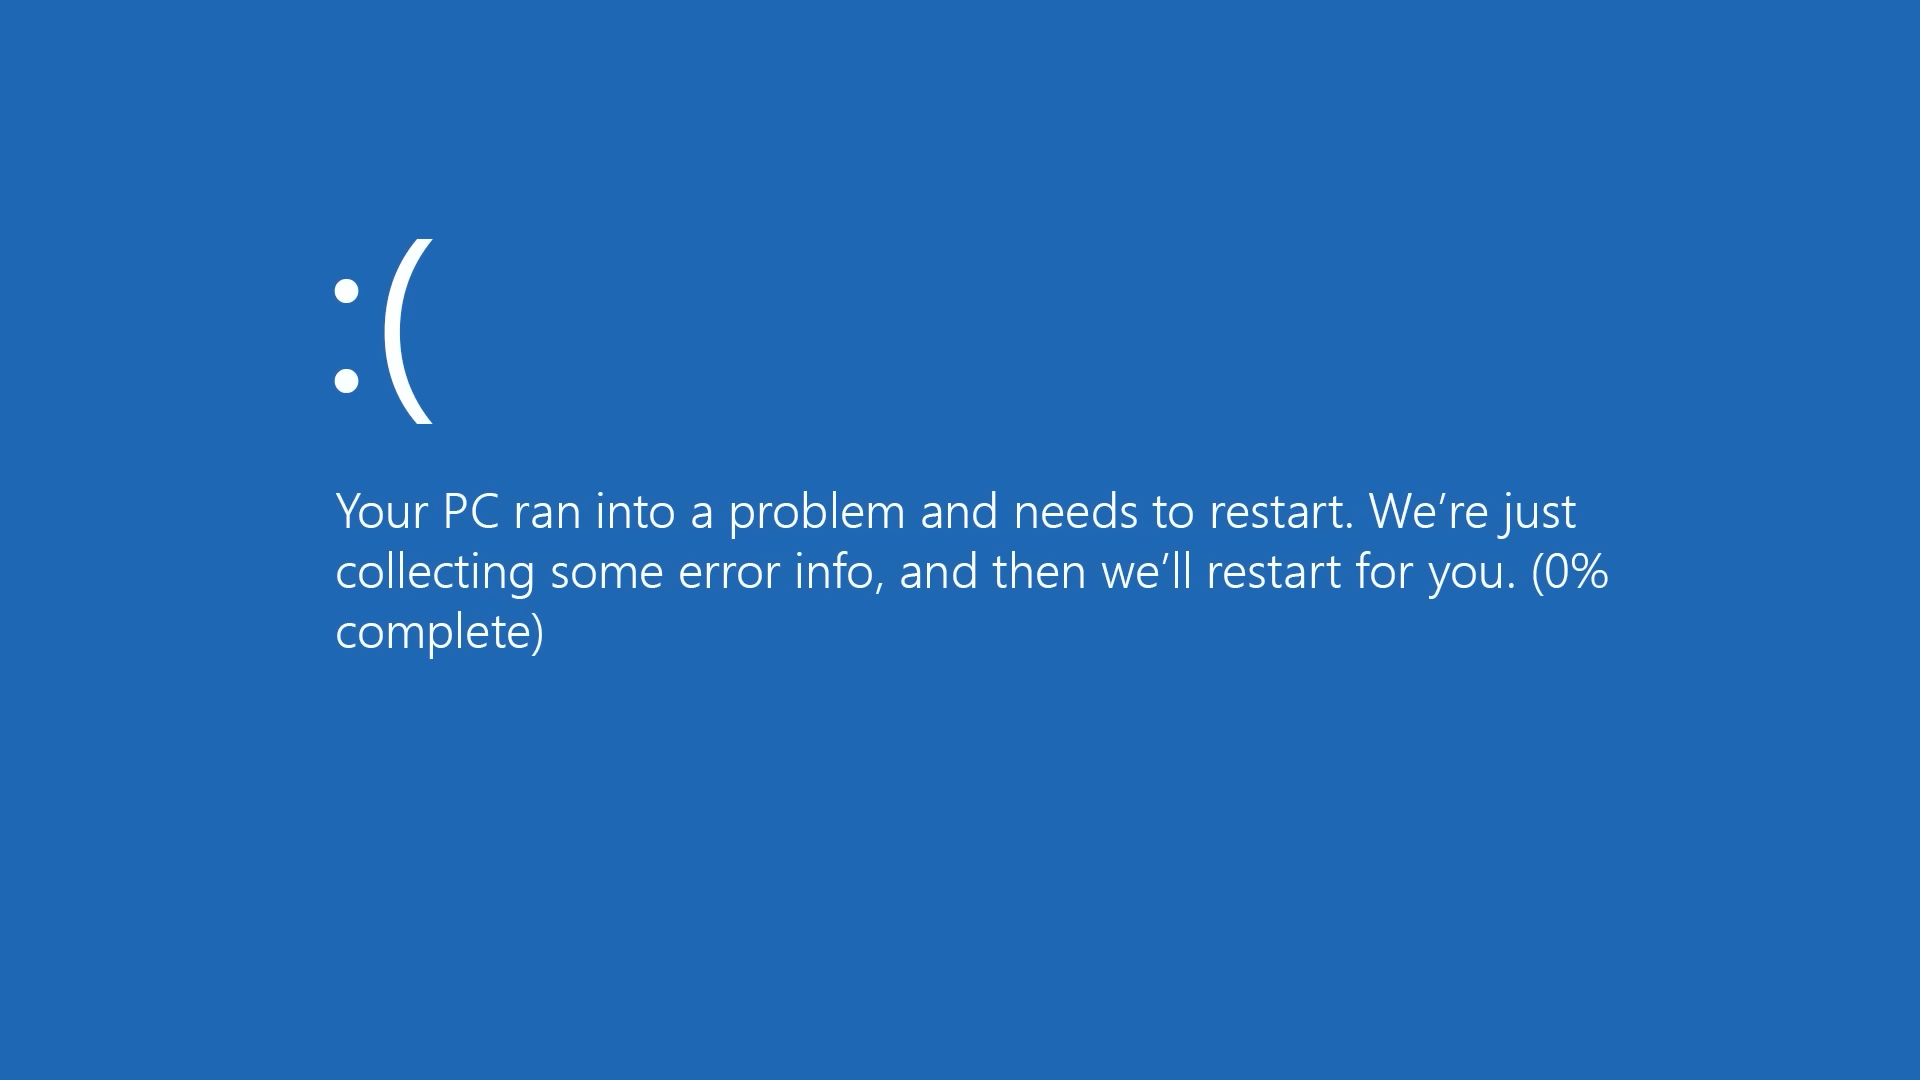 :(
Your PC ran into a problem and needs to restart. We’re just
collecting some error info, and then we’ll restart for you. (0%
complete)